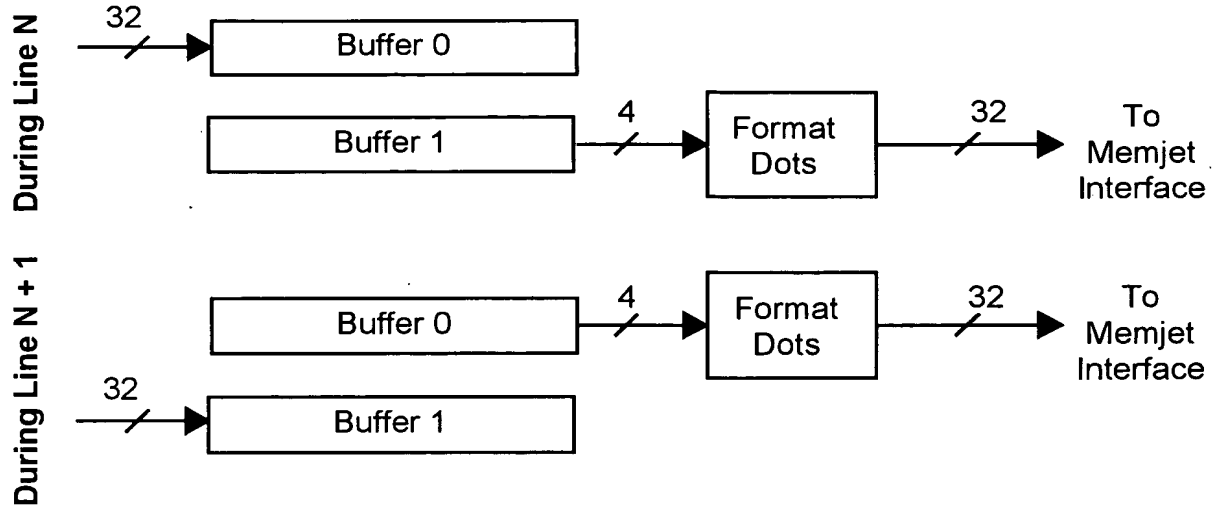 During Line N
32
Buffer 0
Buffer 1
4
Format
Dots
32
To
Memjet
Interface
During Line N + 1
Buffer 0
4
Format
Dots
32
To
Memjet
Interface
32
Buffer 1